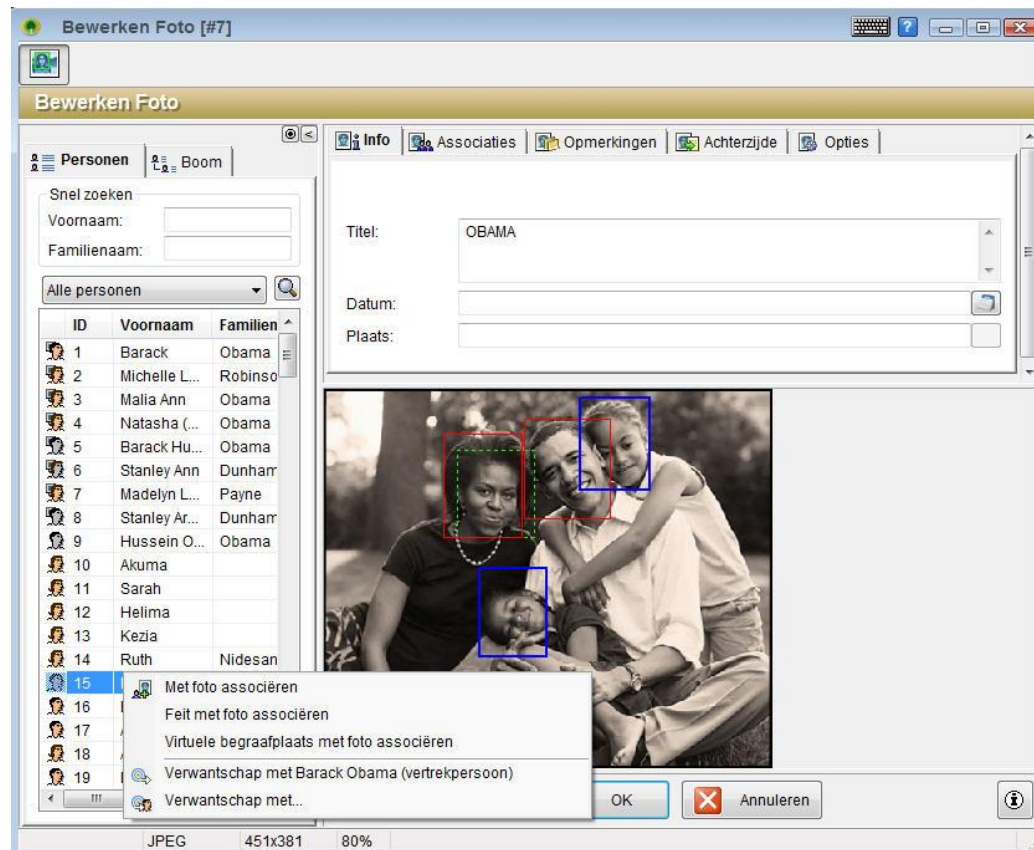 Bewerken Foto [#7]
Bewerken Foto
Personen
Boom
Snel zoeken
Voornaam:
Familienaam:
Alle personen
ID Voornaam Familien
1 Barack Obama
2 Michelle L... Robinso
3 Malia Ann Obama
4 Natasha (... Obama
5 Barack Hu... Obama
6 Stanley Ann Dunham
7 Madelyn L... Payne
8 Stanley Ar... Dunham
9 Hussein O... Obama
10 Akuma
11 Sarah
12 Helima
13 Kezia
14 Ruth Nidesan
15
16
17
18
19
Info Associaties Opmerkingen Achterzijde Opties
Titel: OBAMA
Datum:
Plaats:
Met foto associëren
Feit met foto associëren
Virtuele begraafplaats met foto associëren
Verwantschap met Barack Obama (vertrekpersoon)
Verwantschap met...
OK Annuleren
JPEG 451x381 80%